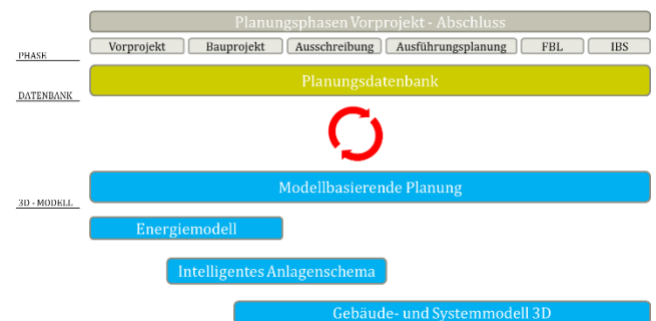 Planungsphasen Vorprojekt - Abschluss
PHASE
Vorprojekt Bauprojekt Ausschreibung Ausführungsplanung FBL IBS
DATENBANK
Planungsdatenbank
3D - MODELL
Modellbasierende Planung
Energiemodell
Intelligentes Anlagenschema
Gebäude- und Systemmodell 3D